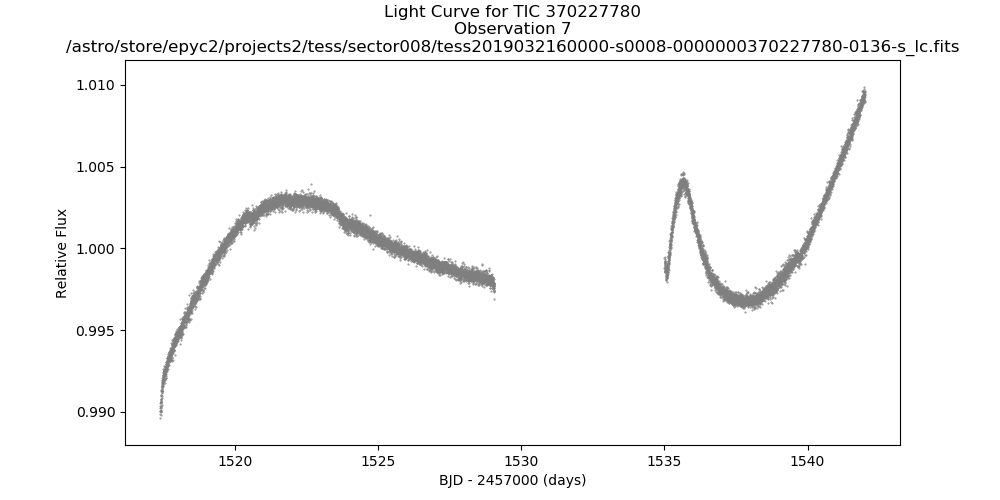 Light Curve for TIC 370227780
Observation 7
/astro/store/epyc2/projects2/tess/sector008/tess2019032160000-s0008-0000000370227780-0136-s_lc.fits
1.010
1.005
1.000
0.995
0.990
Relative Flux
1520
1525
1530
1535
1540
BJD - 2457000 (days)